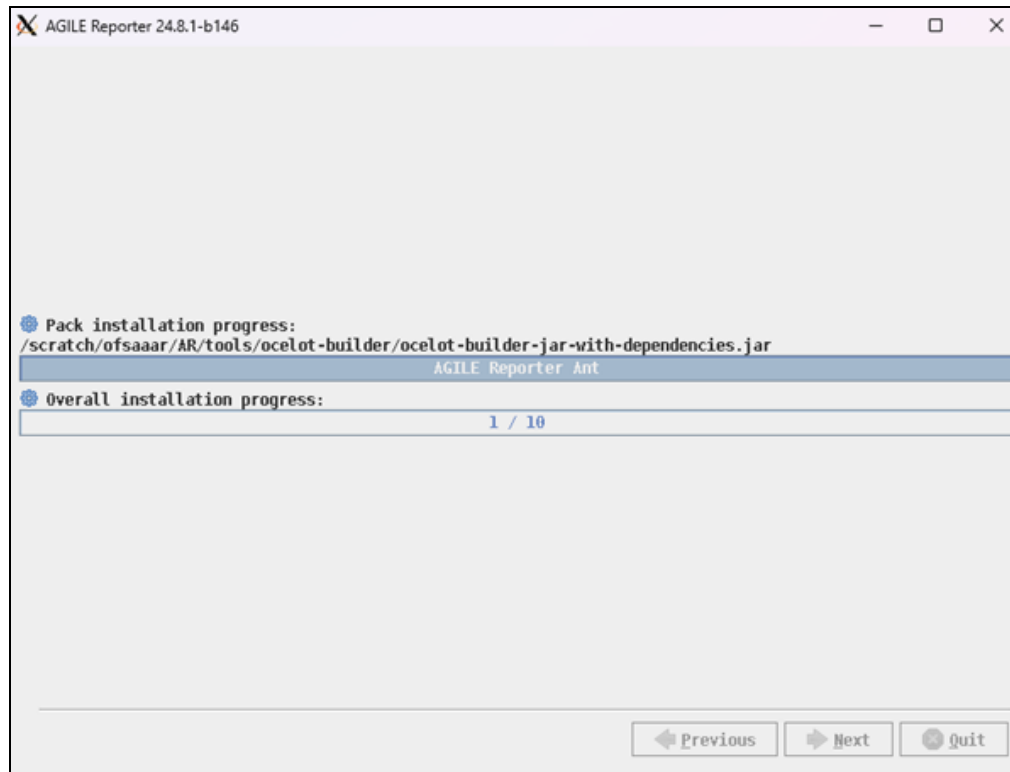 AGILE Reporter 24.8.1-b146
Pack installation progress:
/scratch/ofsaaar/AR/tools/ocelot-builder/ocelot-builder-jar-with-dependencies.jar
AGILE Reporter Ant
Overall installation progress:
1 / 10
Previous Next Quit